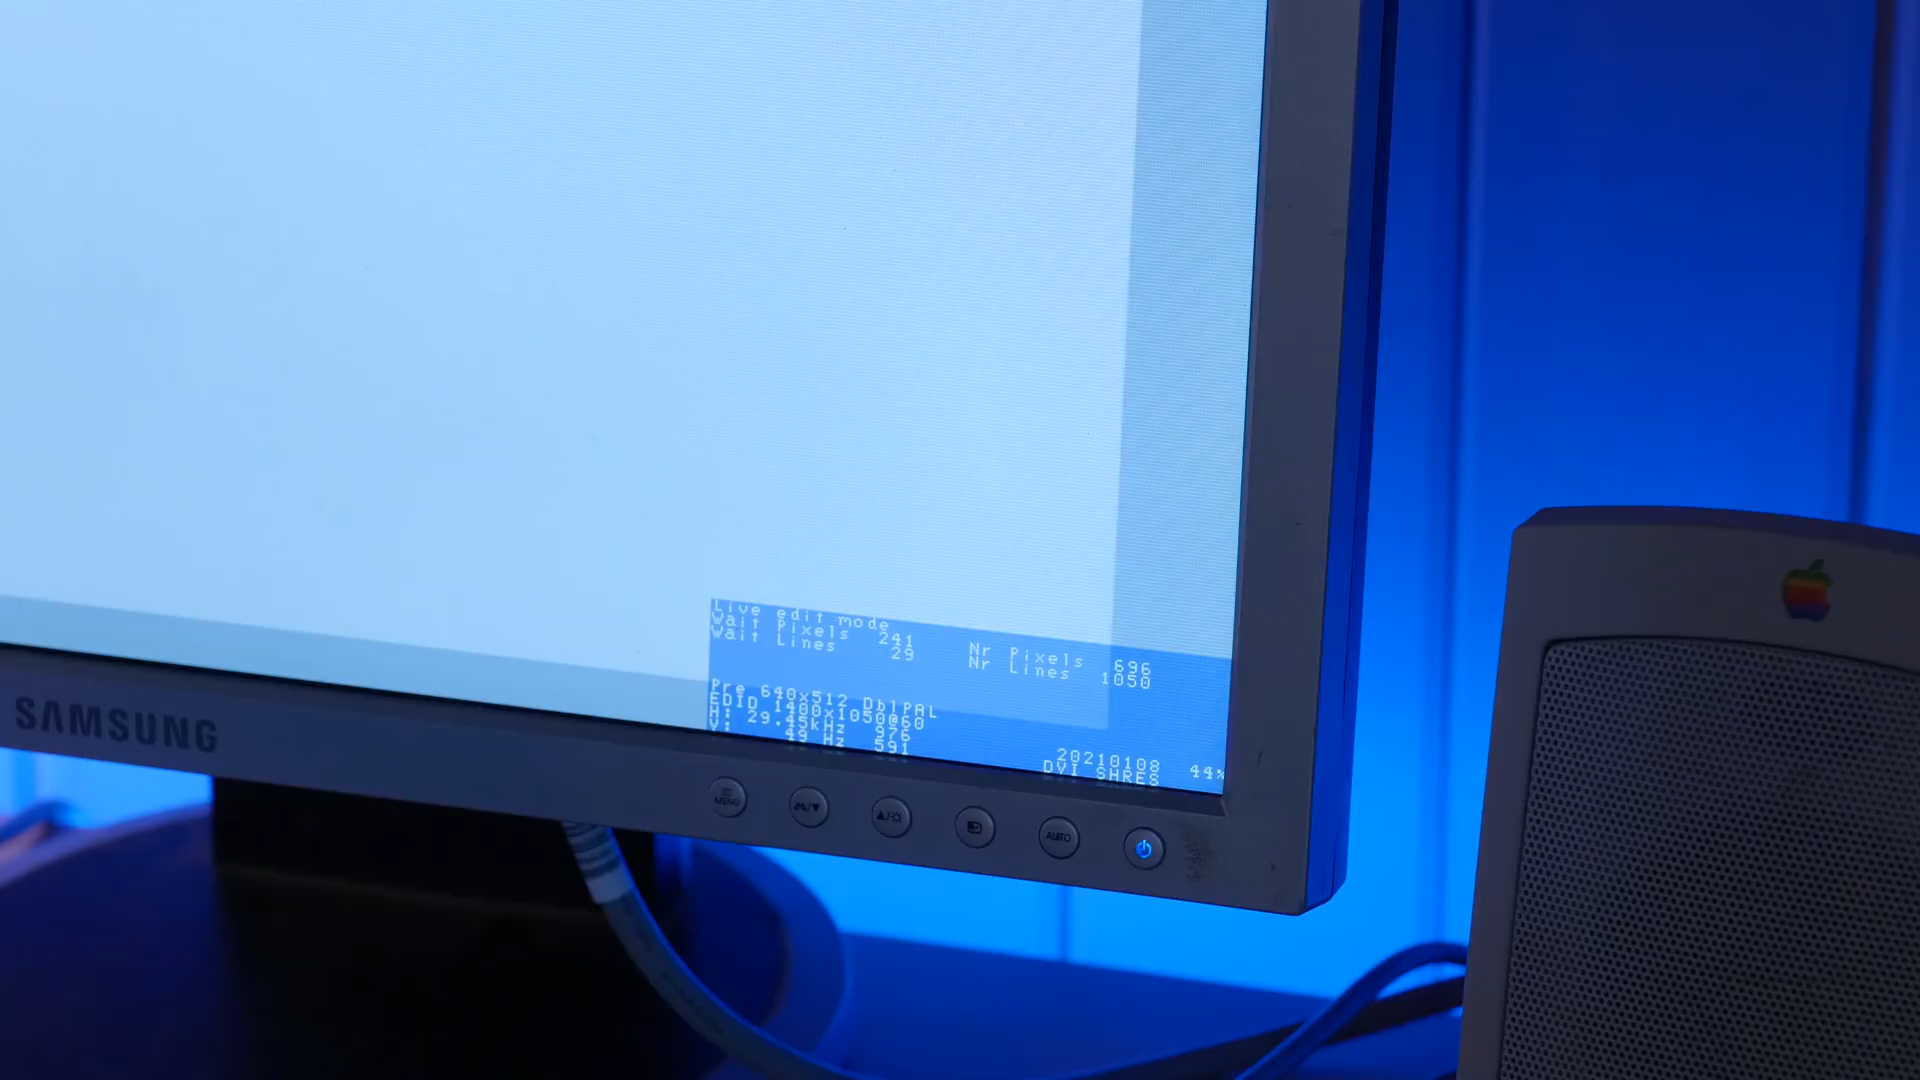 Live edit mode
Wait Pixels 241 Nr Pixels 696
Wait Lines 29 Nr Lines 1050
Pre 640x512 DblPAL
EDID 1400x1050@60
H: 29.45kHz 976
V: 49 Hz 591
20210108 44%
DVI SHRES
SAMSUNG
MENU
AUTO